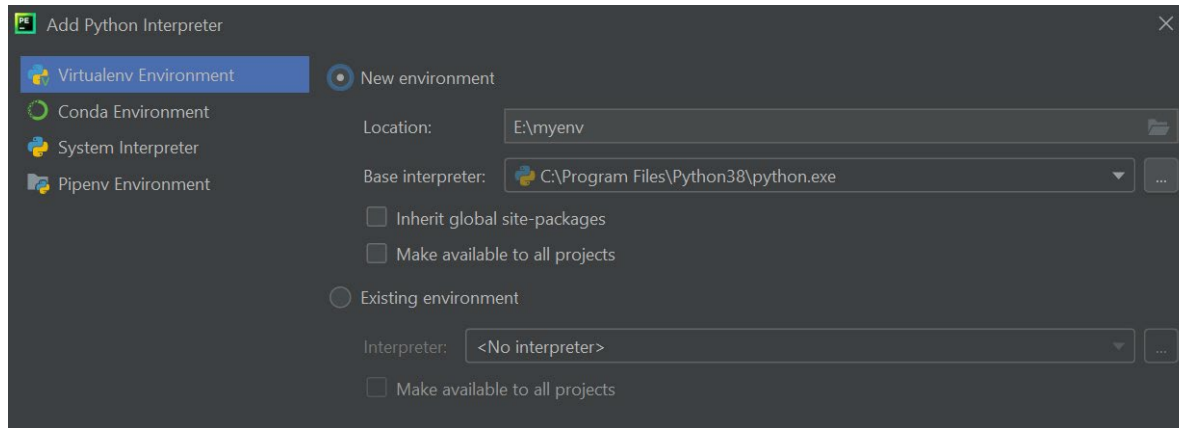 PE
Add Python Interpreter
Virtualenv Environment
Conda Environment
System Interpreter
Pipenv Environment
New environment
Location: E:\myenv
Base interpreter: C:\Program Files\Python38\python.exe ...
Inherit global site-packages
Make available to all projects
Existing environment
Interpreter: <No interpreter> ...
Make available to all projects